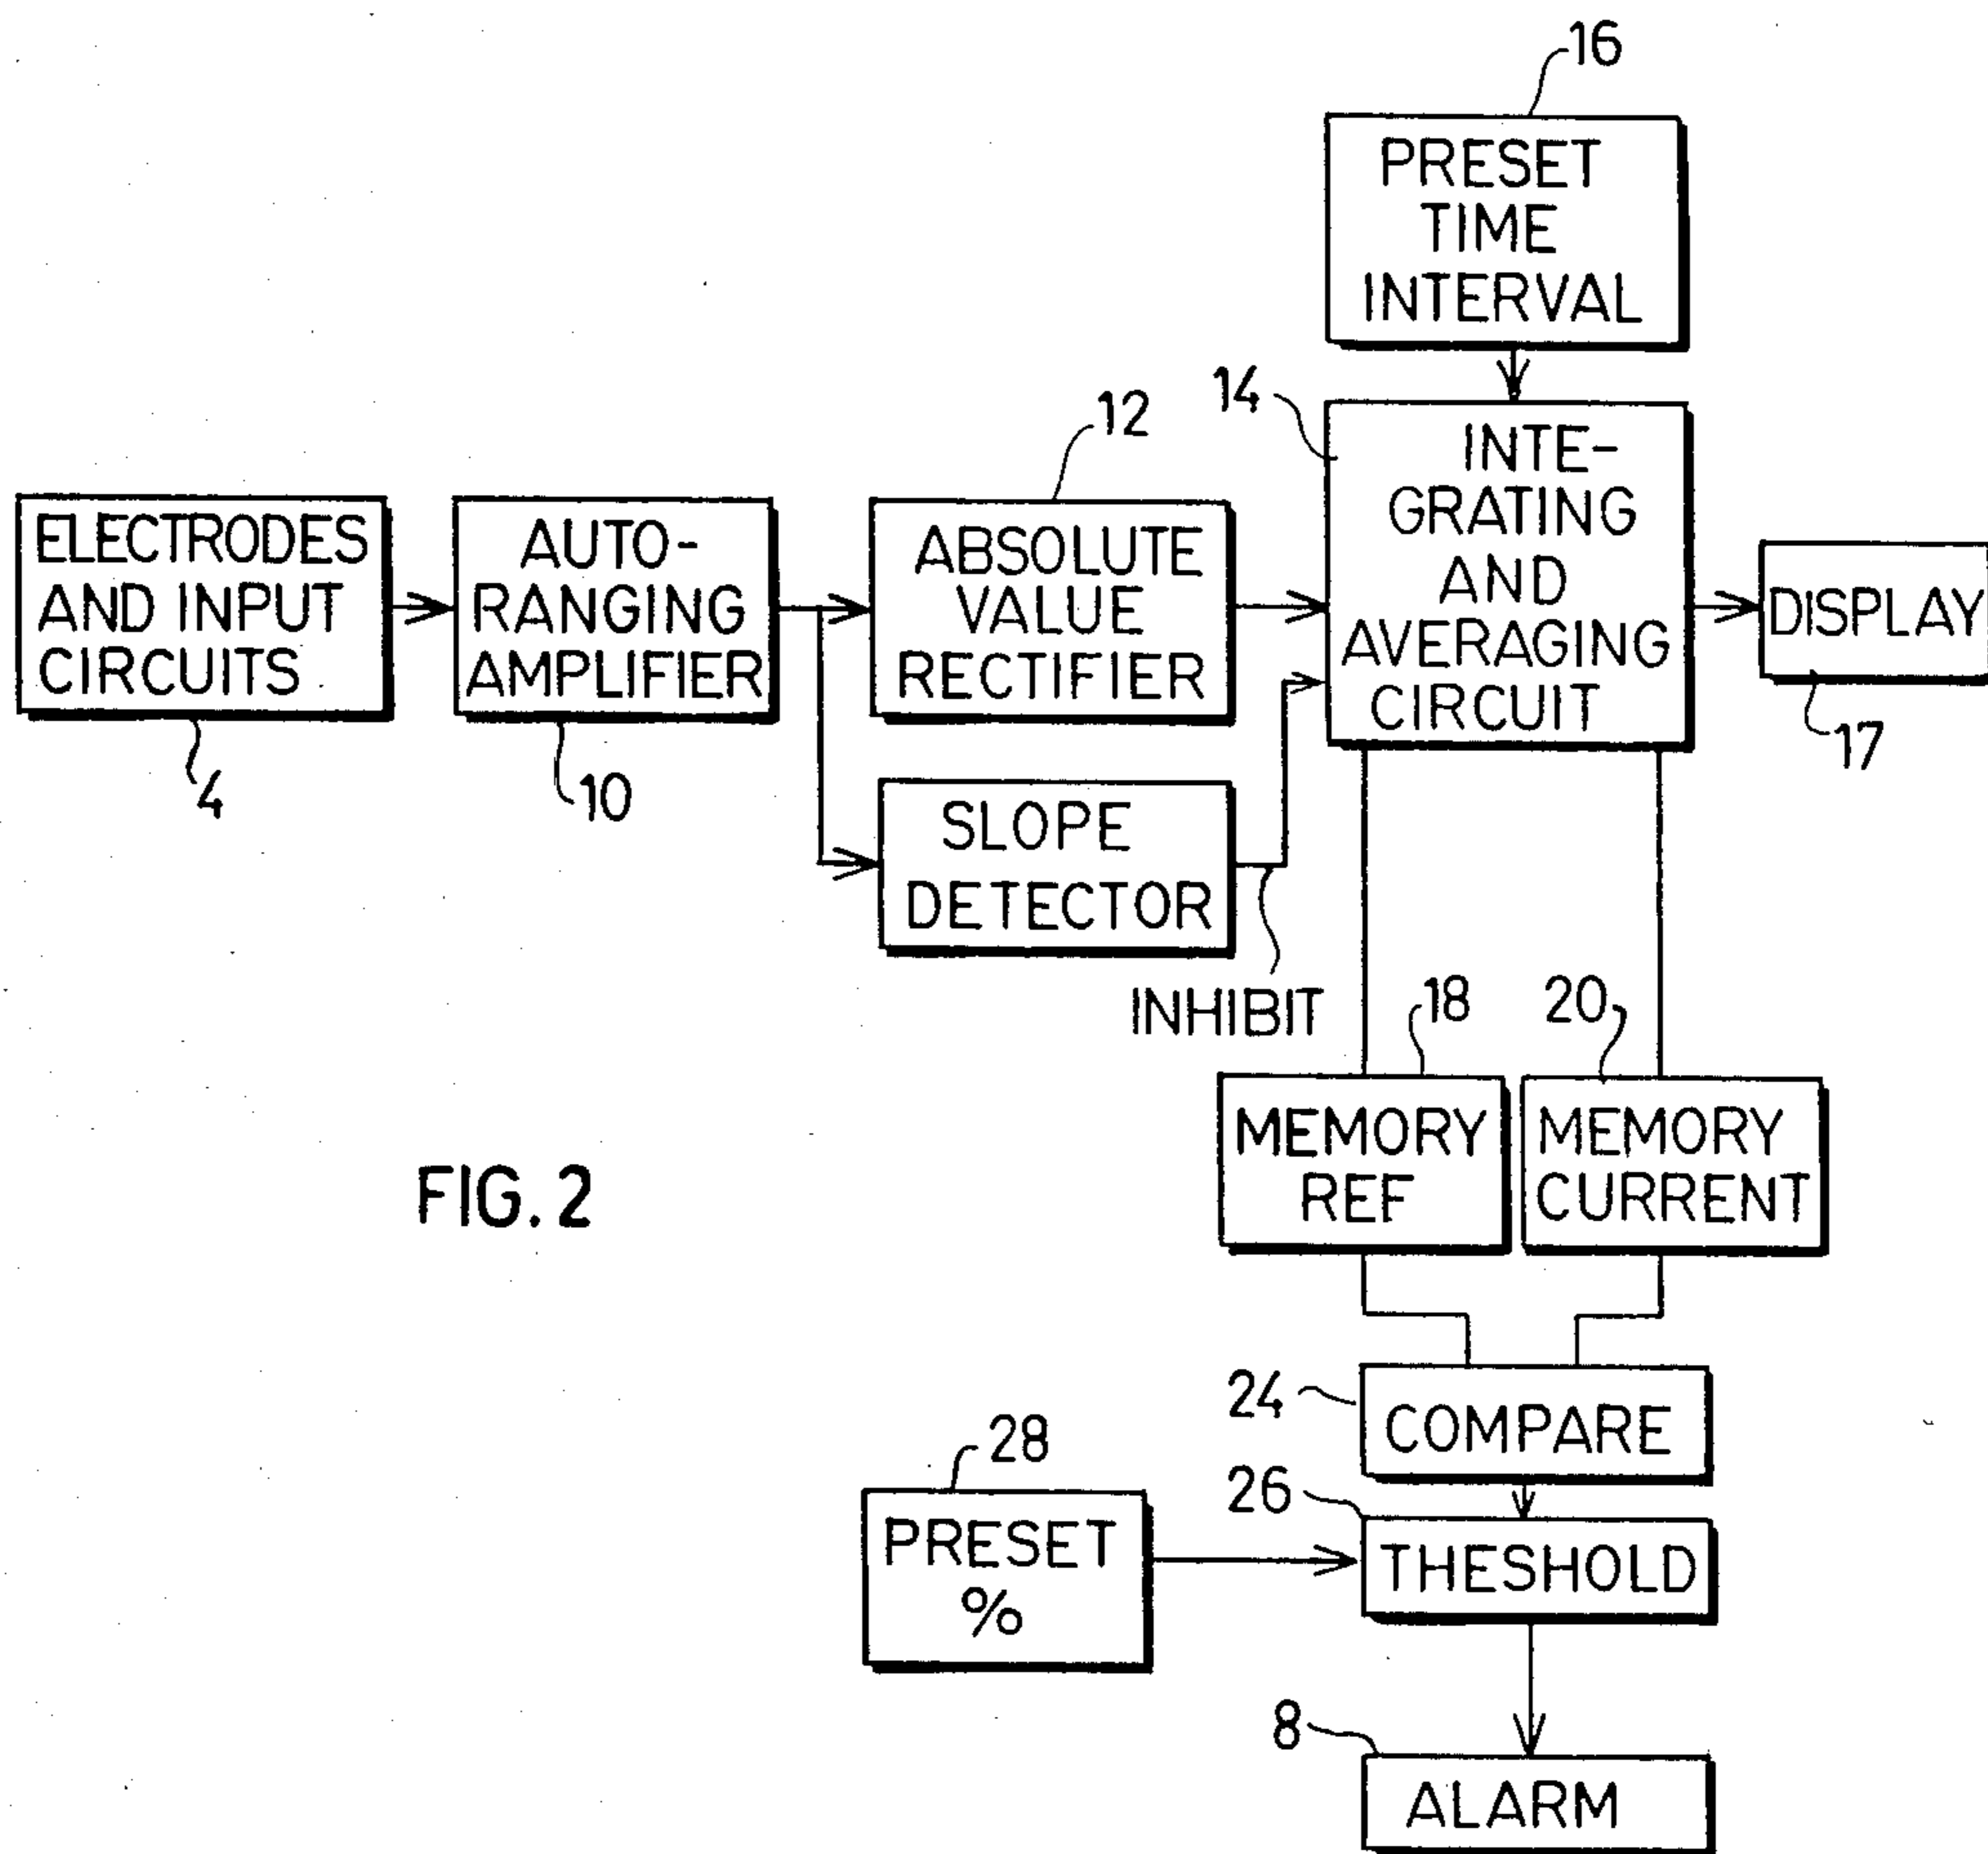 16
PRESET
TIME
INTERVAL
14
INTE-
GRATING
AND
AVERAGING
CIRCUIT
12
ABSOLUTE
VALUE
RECTIFIER
ELECTRODES
AND INPUT
CIRCUITS
4
AUTO-
RANGING
AMPLIFIER
10
DISPLAY
17
SLOPE
DETECTOR
INHIBIT
18
20
MEMORY
REF
MEMORY
CURRENT
FIG. 2
24
COMPARE
28
PRESET
%
26
THESHOLD
8
ALARM